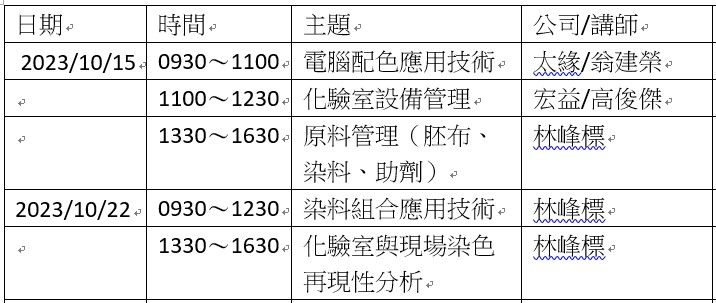 日期 時間 主題 公司/講師
2023/10/15 0930～1100 電腦配色應用技術 太緣/翁建榮
1100～1230 化驗室設備管理 宏益/高俊傑
1330～1630 原料管理（胚布、 林峰標
染料、助劑）
2023/10/22 0930～1230 染料組合應用技術 林峰標
1330～1630 化驗室與現場染色 林峰標
再現性分析